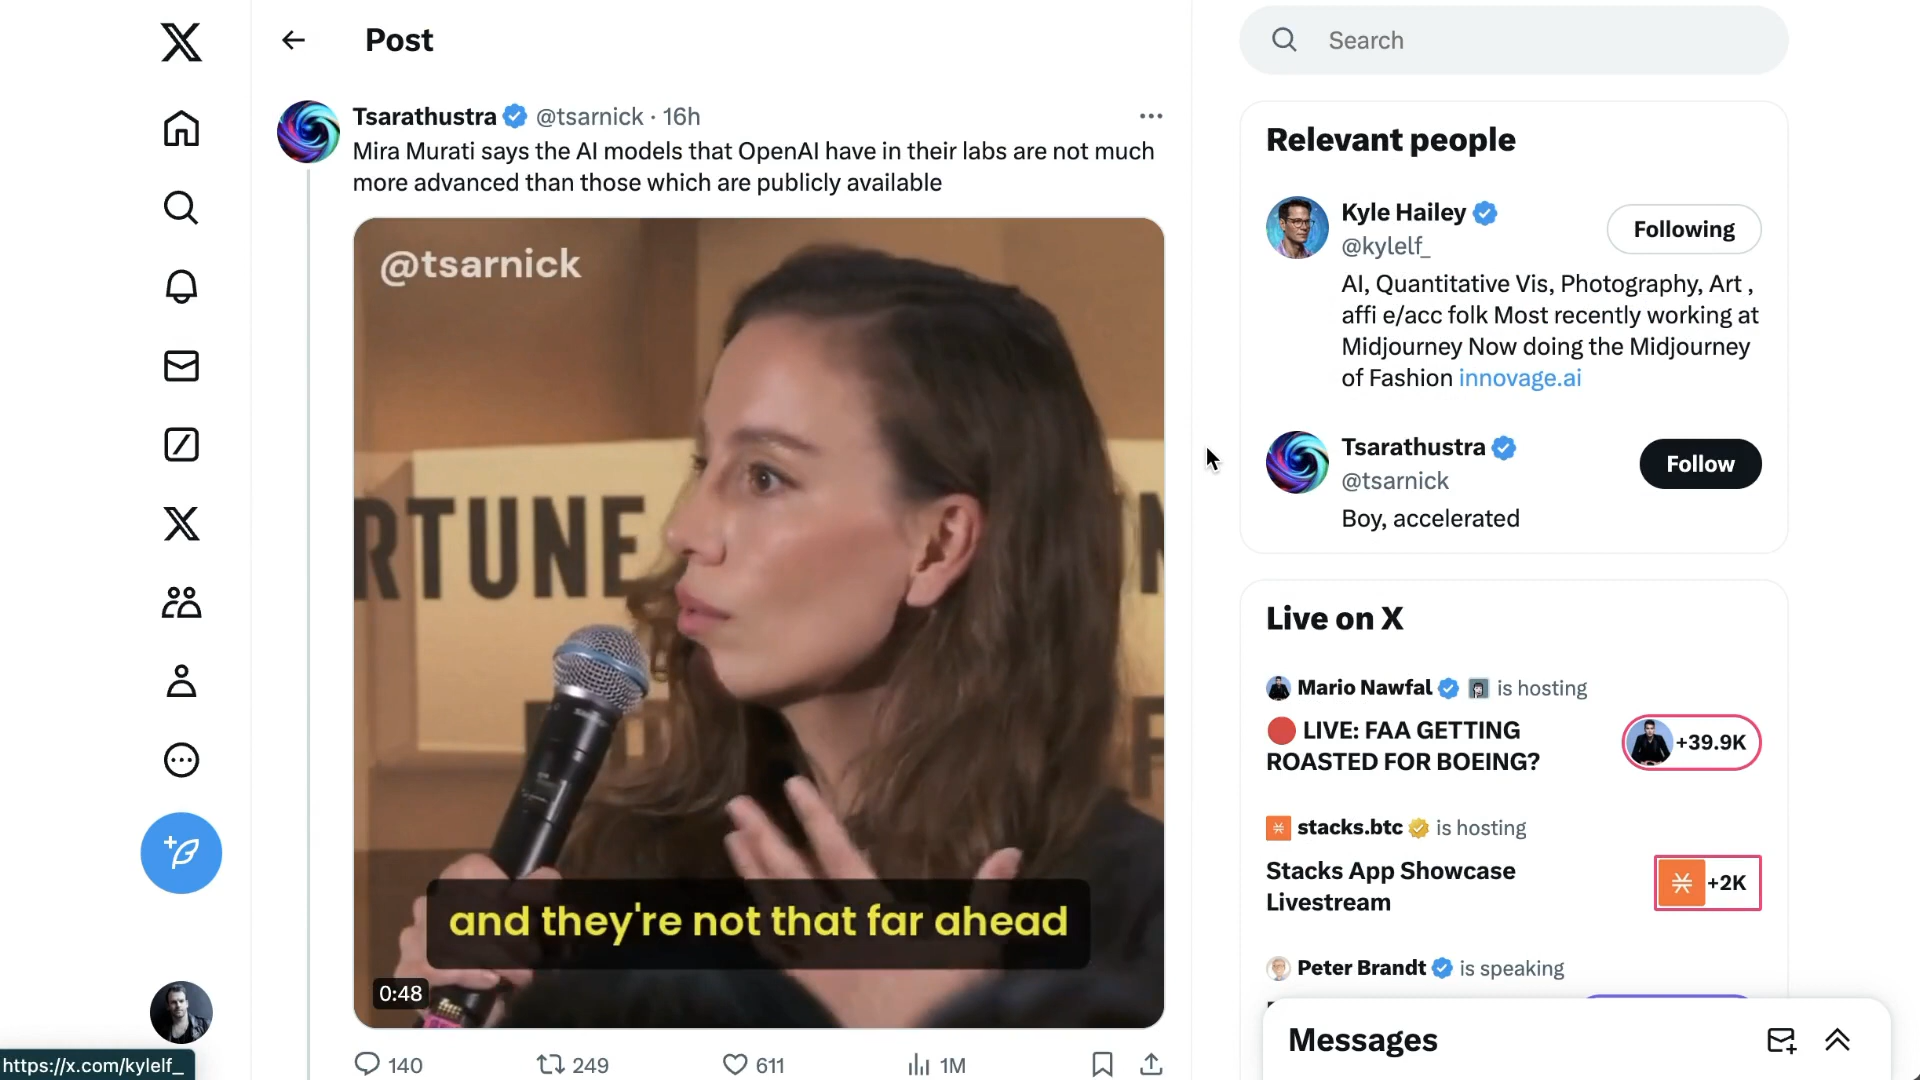 Post
Tsarathustra @tsarnick · 16h
Mira Murati says the AI models that OpenAI have in their labs are not much
more advanced than those which are publicly available
@tsarnick
RTUNE
and they're not that far ahead
0:48
140 249 611 1M
https://x.com/kylelf_
Search
Relevant people
Kyle Hailey
@kylelf_
Following
AI, Quantitative Vis, Photography, Art ,
affi e/acc folk Most recently working at
Midjourney Now doing the Midjourney
of Fashion innovage.ai
Tsarathustra
@tsarnick
Follow
Boy, accelerated
Live on X
Mario Nawfal is hosting
LIVE: FAA GETTING
ROASTED FOR BOEING?
+39.9K
stacks.btc is hosting
Stacks App Showcase
Livestream
+2K
Peter Brandt is speaking
Messages